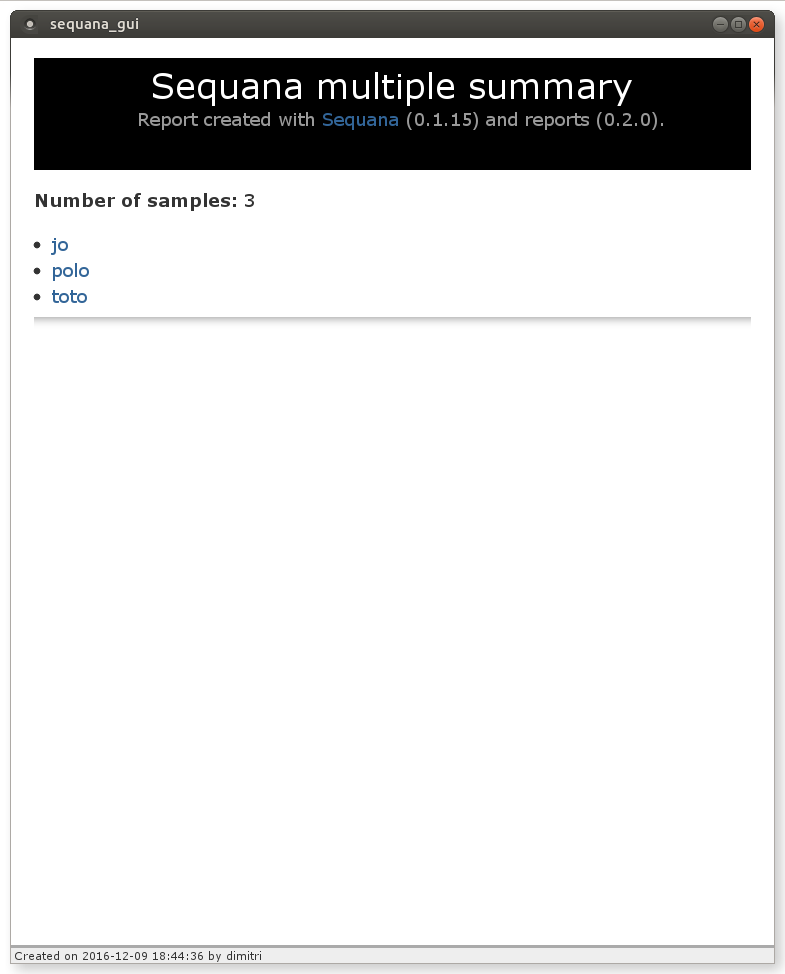 sequana_gui
Sequana multiple summary
Report created with Sequana (0.1.15) and reports (0.2.0).
Number of samples: 3
jo
polo
toto
Created on 2016-12-09 18:44:36 by dimitri